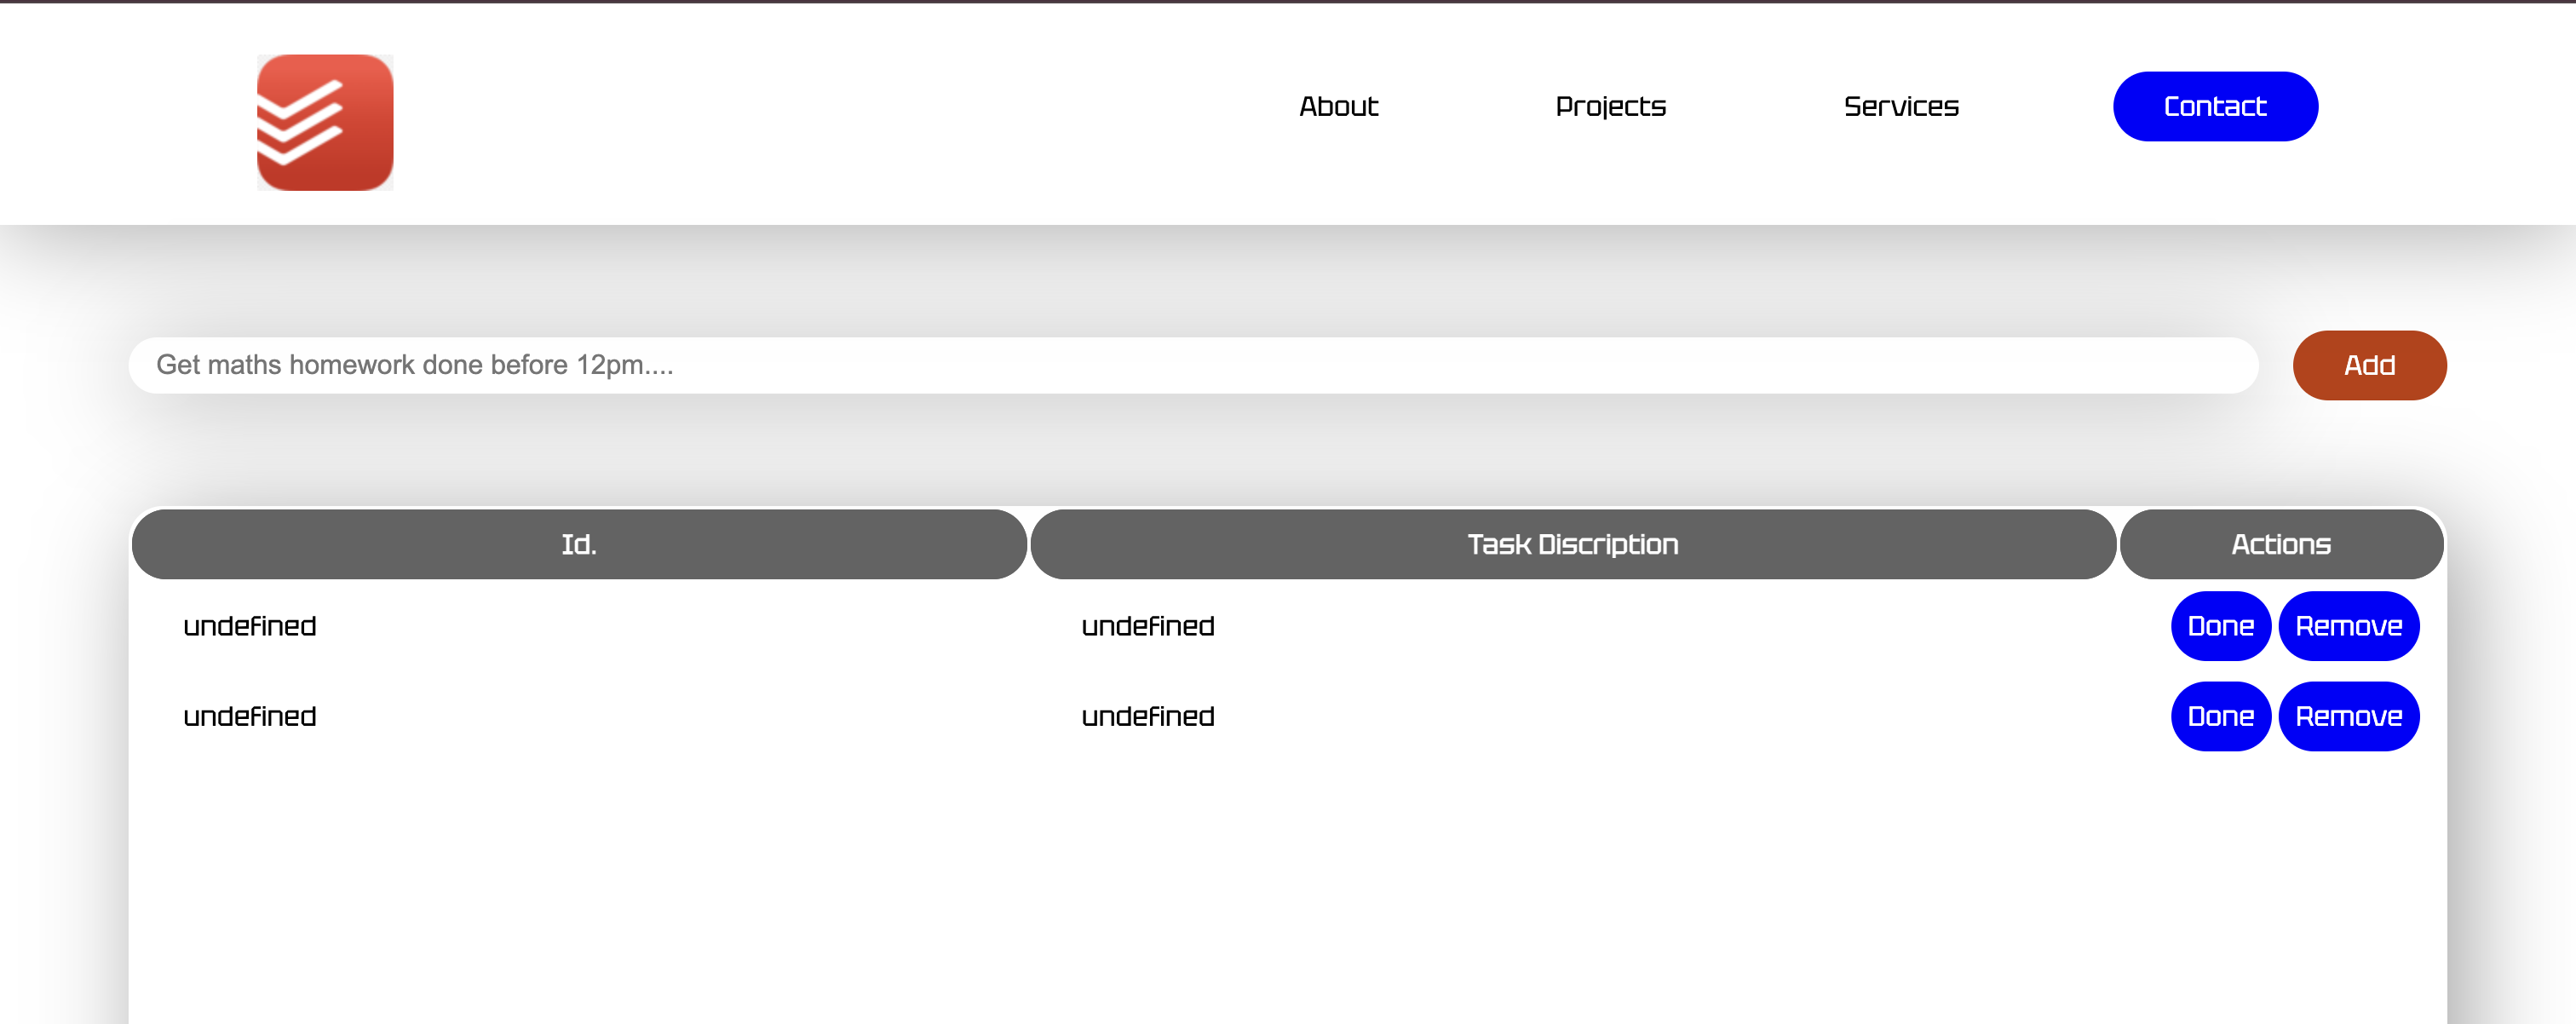 About Projects Services Contact
Get maths homework done before 12pm.... Add
Id. Task Discription Actions
undefined undefined Done Remove
undefined undefined Done Remove